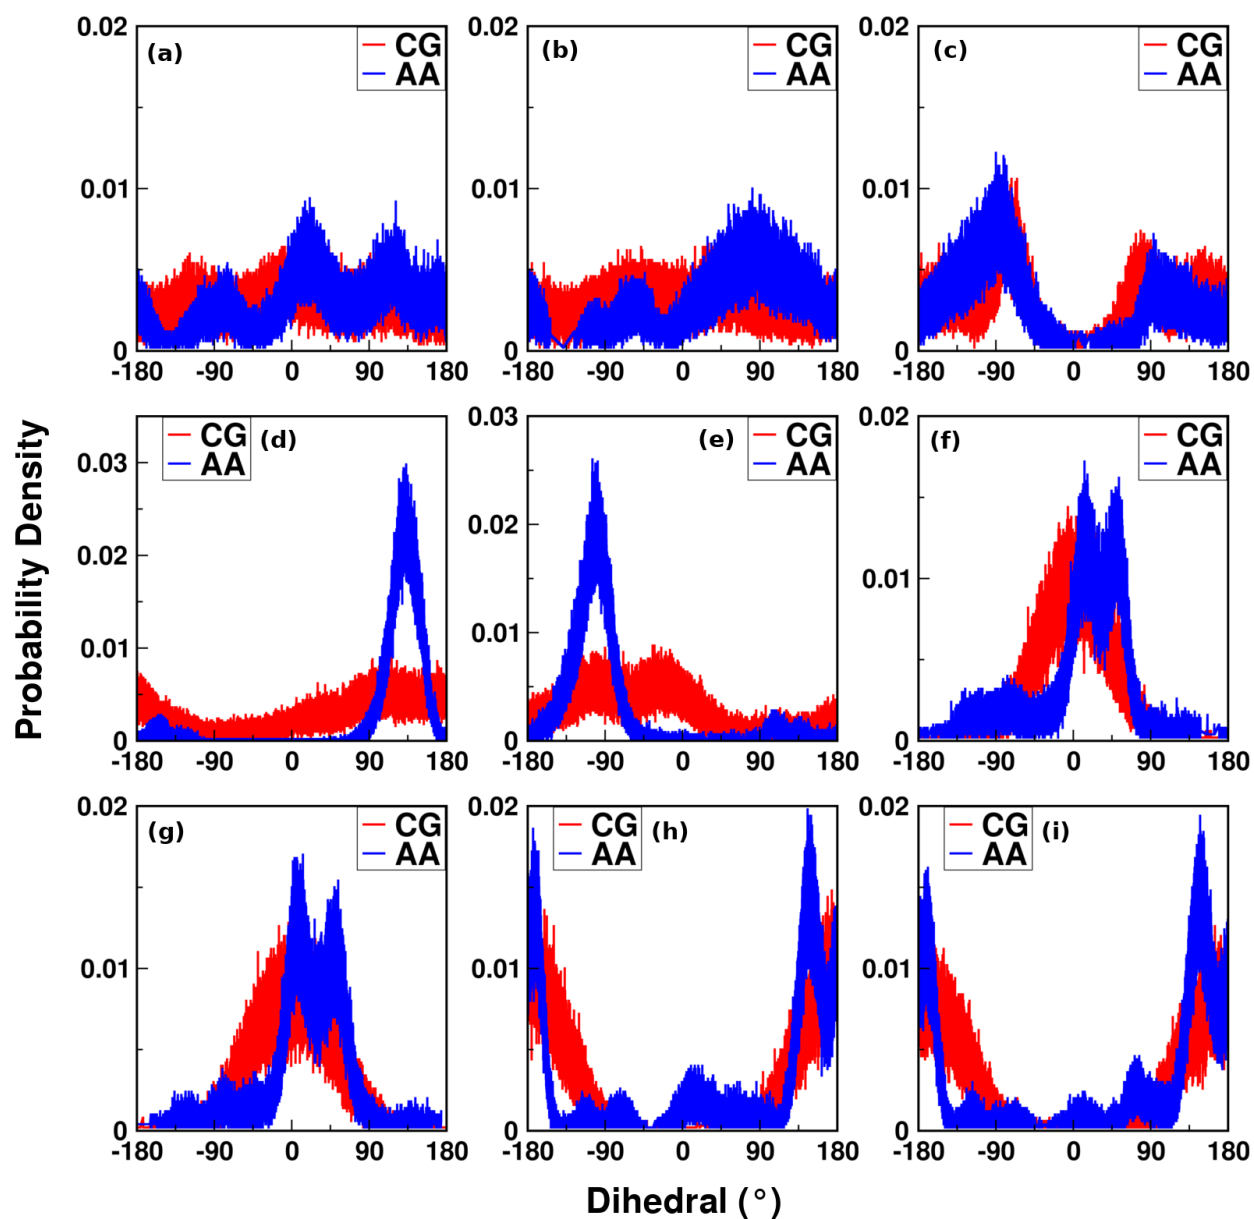 0.02 (a) CG 0.02 (b) CG 0.02 (c) CG
AA AA AA
0.01 0.01 0.01
0 0 0
-180 -90 0 90 180 -180 -90 0 90 180 -180 -90 0 90 180
Probability Density
CG (d) 0.03 (e) CG 0.02 (f) CG
0.03 AA AA AA
0.02 0.02
0.01 0.01 0.01
0 0 0
-180 -90 0 90 180 -180 -90 0 90 180 -180 -90 0 90 180
0.02 (g) CG 0.02 CG (h) 0.02 CG (i)
AA AA AA
0.01 0.01 0.01
0 0 0
-180 -90 0 90 180 -180 -90 0 90 180 -180 -90 0 90 180
Dihedral (°)